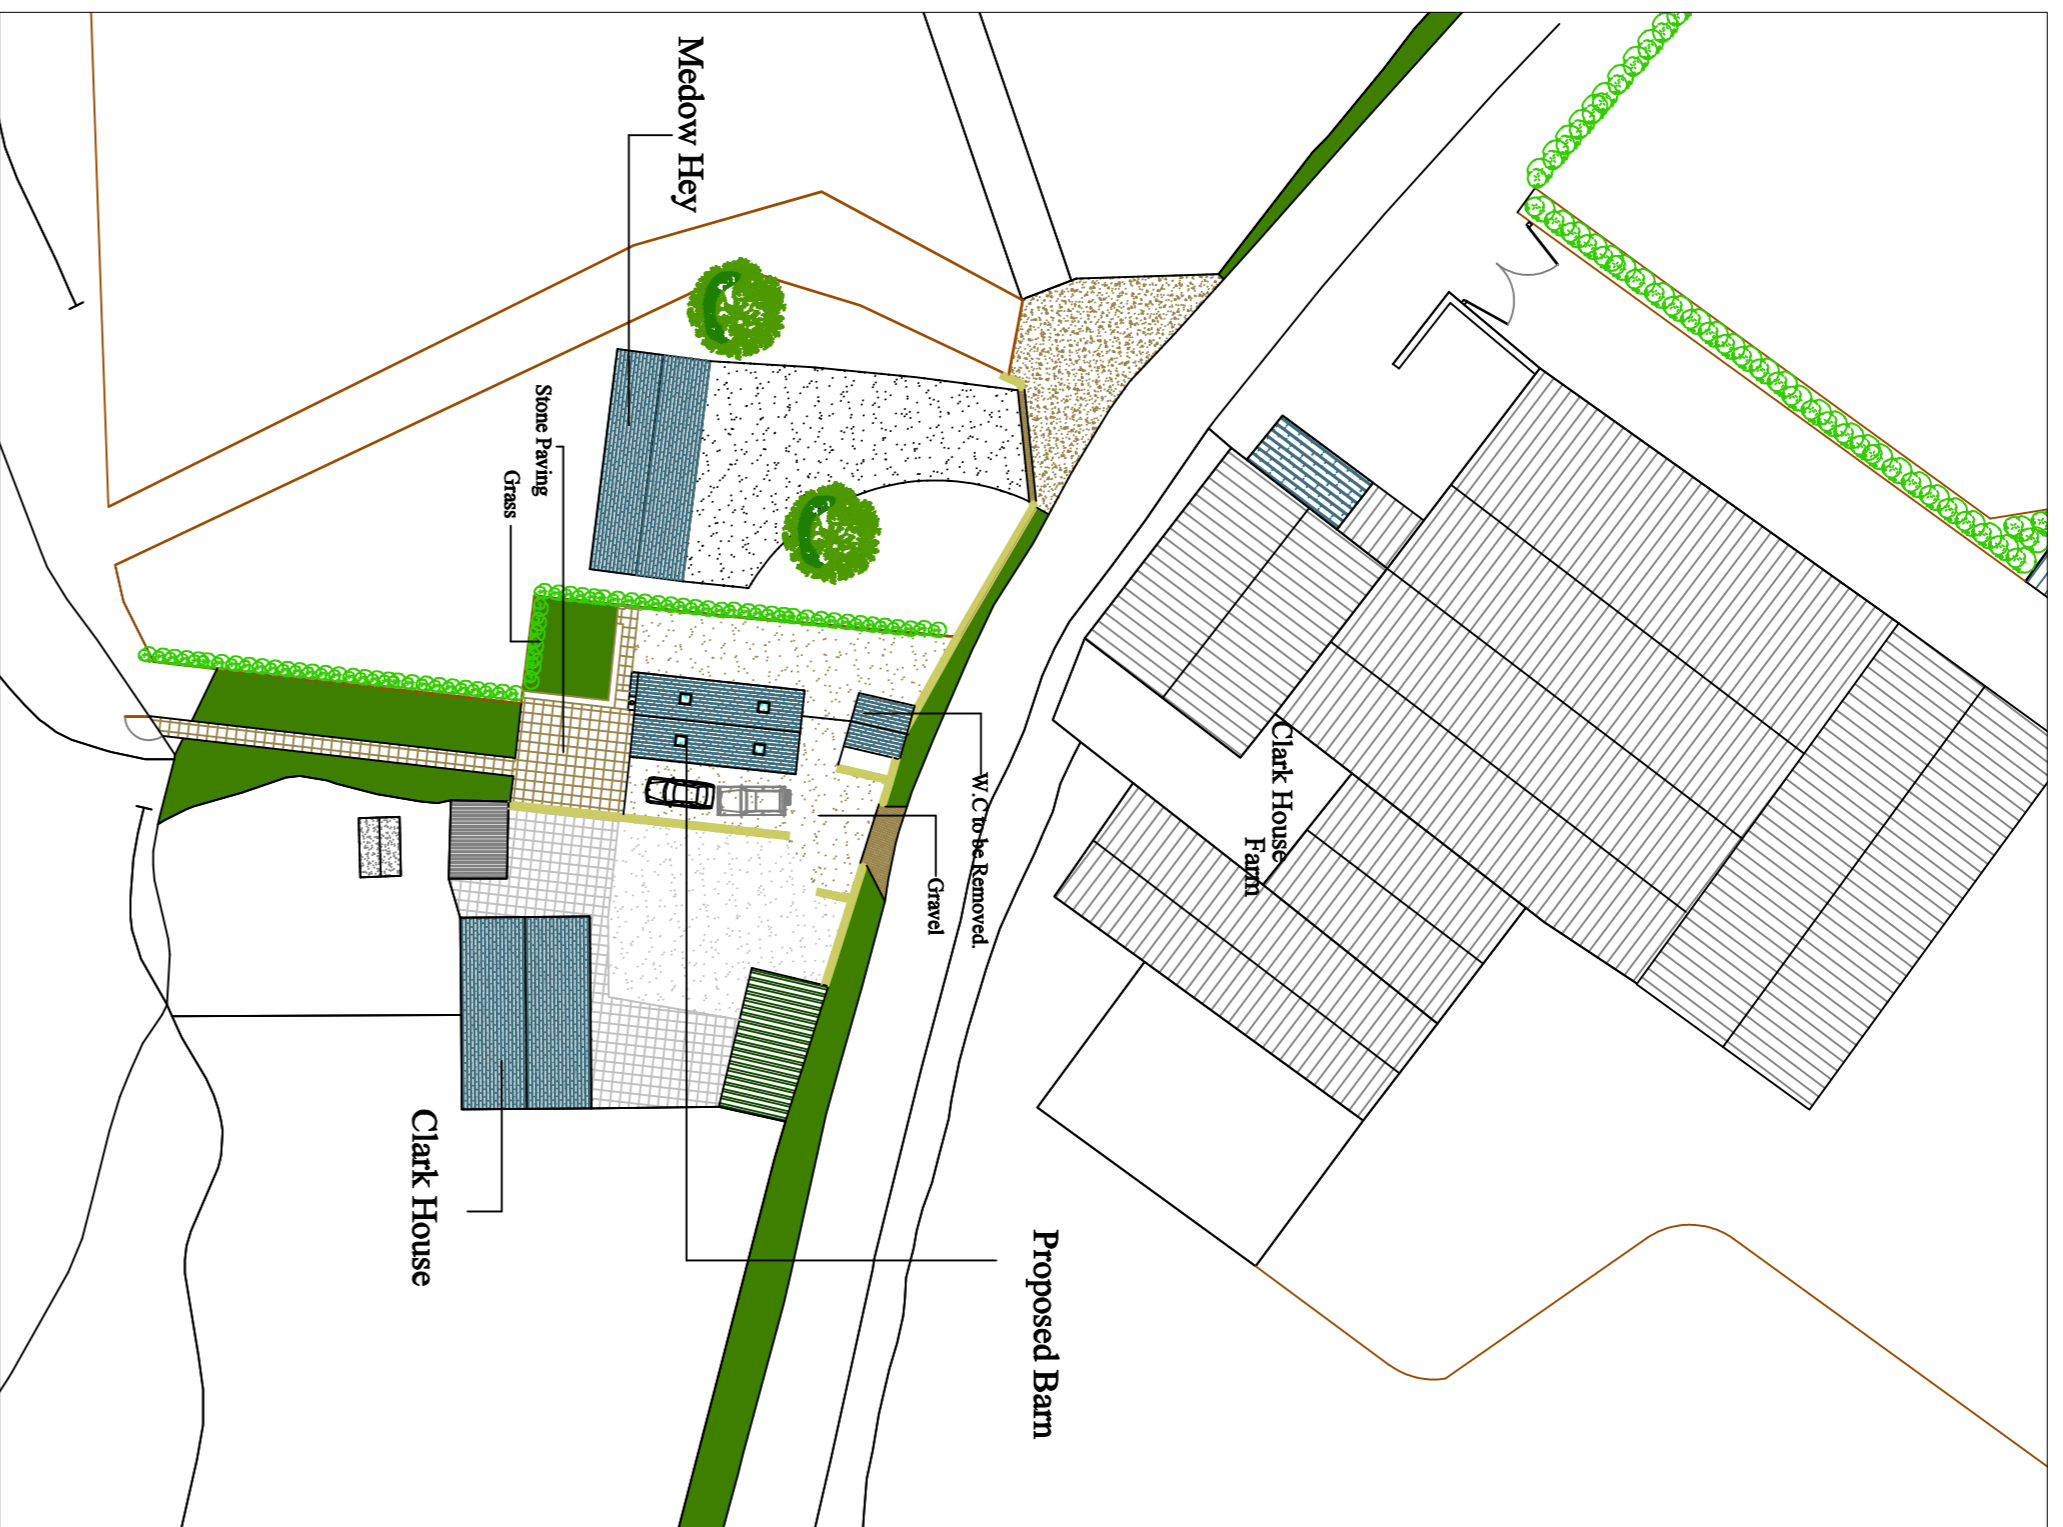 Medow Hey
Stone Paving
Grass
Clark House
Farm
W.C to be Removed.
Gravel
Clark House
Proposed Barn